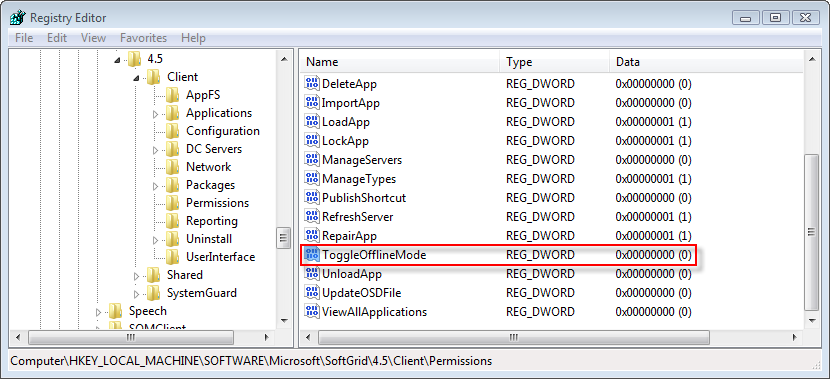 Registry Editor
File Edit View Favorites Help
4.5
Client
AppFS
Applications
Configuration
DC Servers
Network
Packages
Permissions
Reporting
Uninstall
UserInterface
Shared
SystemGuard
Speech
SQMClient
Name Type Data
DeleteApp REG_DWORD 0x00000000 (0)
ImportApp REG_DWORD 0x00000000 (0)
LoadApp REG_DWORD 0x00000001 (1)
LockApp REG_DWORD 0x00000001 (1)
ManageServers REG_DWORD 0x00000000 (0)
ManageTypes REG_DWORD 0x00000001 (1)
PublishShortcut REG_DWORD 0x00000000 (0)
RefreshServer REG_DWORD 0x00000001 (1)
RepairApp REG_DWORD 0x00000001 (1)
ToggleOfflineMode REG_DWORD 0x00000000 (0)
UnloadApp REG_DWORD 0x00000000 (0)
UpdateOSDFile REG_DWORD 0x00000000 (0)
ViewAllApplications REG_DWORD 0x00000000 (0)
Computer\HKEY_LOCAL_MACHINE\SOFTWARE\Microsoft\SoftGrid\4.5\Client\Permissions